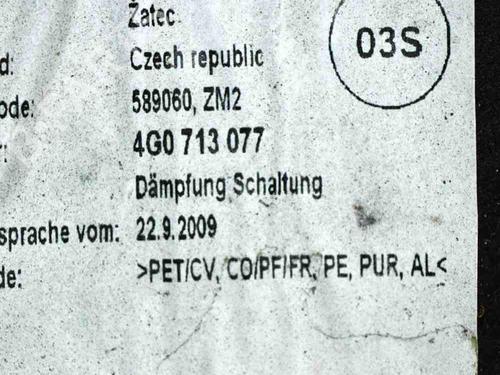 Žatec
03S
d: Czech republic
ode: 589060, ZM2
r: 4G0 713 077
Dämpfung Schaltung
sprache vom: 22.9.2009
de: >PET/CV, CO/PF/FR, PE, PUR, AL<